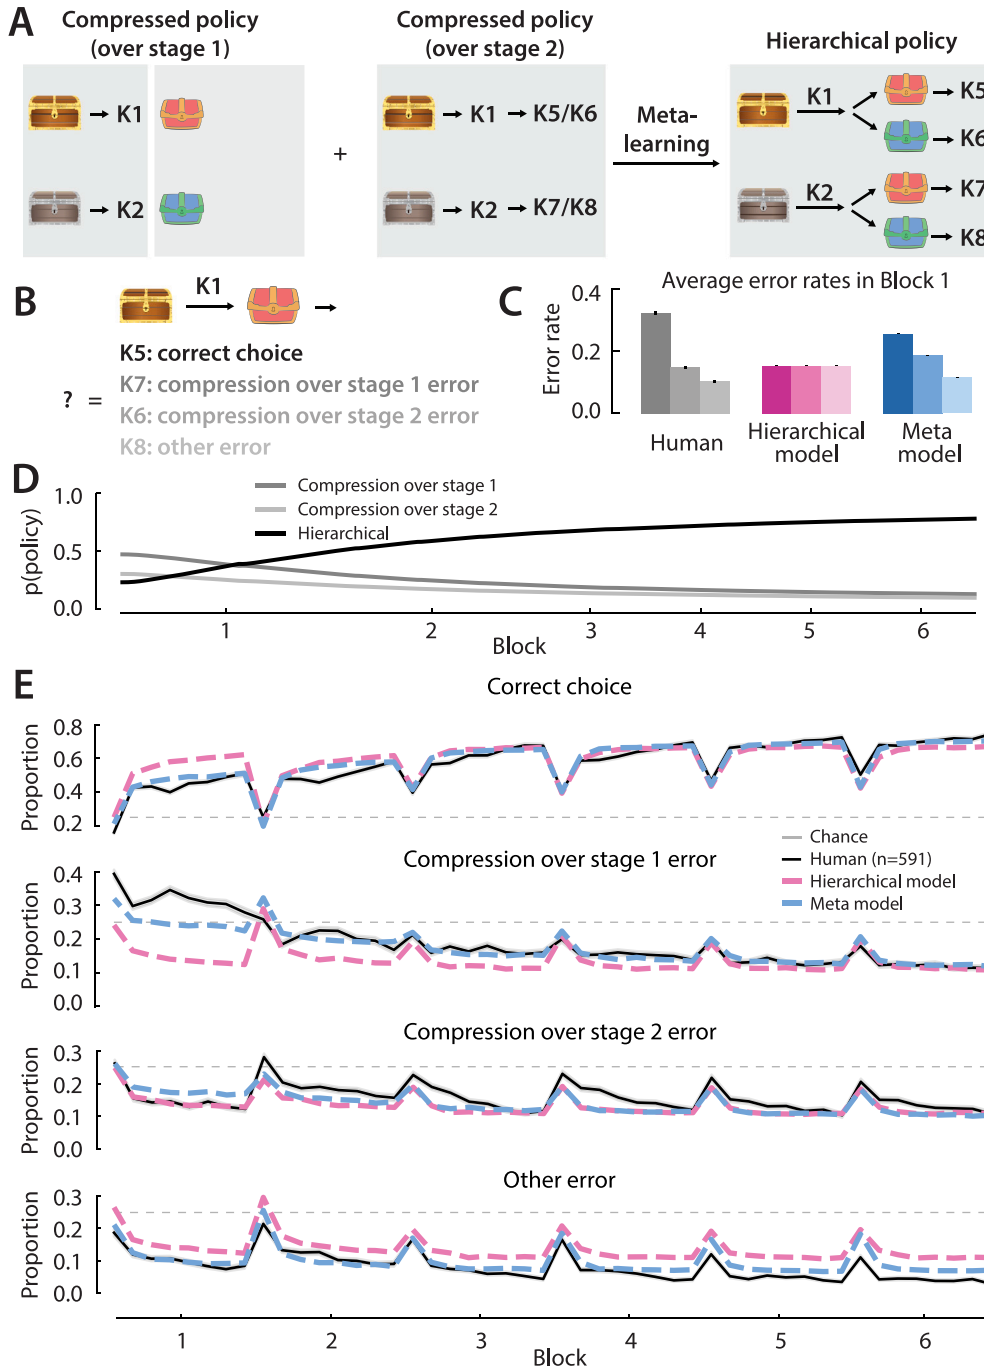 A
Compressed policy
(over stage 1)
Compressed policy
(over stage 2)
Hierarchical policy
K1
K2
+
K1
K5/K6
K2
K7/K8
Meta-
learning
K1
K5
K6
K2
K7
K8
B
K1
? =
K5: correct choice
K7: compression over stage 1 error
K6: compression over stage 2 error
K8: other error
C
Average error rates in Block 1
Error rate
0.4
0.2
0.0
Human
Hierarchical
model
Meta
model
D
p(policy)
1.0
0.5
0.0
Compression over stage 1
Compression over stage 2
Hierarchical
1
2
3
4
5
6
Block
E
Correct choice
Proportion
0.8
0.6
0.4
0.2
Chance
Human (n=591)
Hierarchical model
Meta model
Compression over stage 1 error
Proportion
0.4
0.3
0.2
0.1
0.0
Compression over stage 2 error
Proportion
0.3
0.2
0.1
0.0
Other error
Proportion
0.3
0.2
0.1
0.0
1
2
3
4
5
6
Block